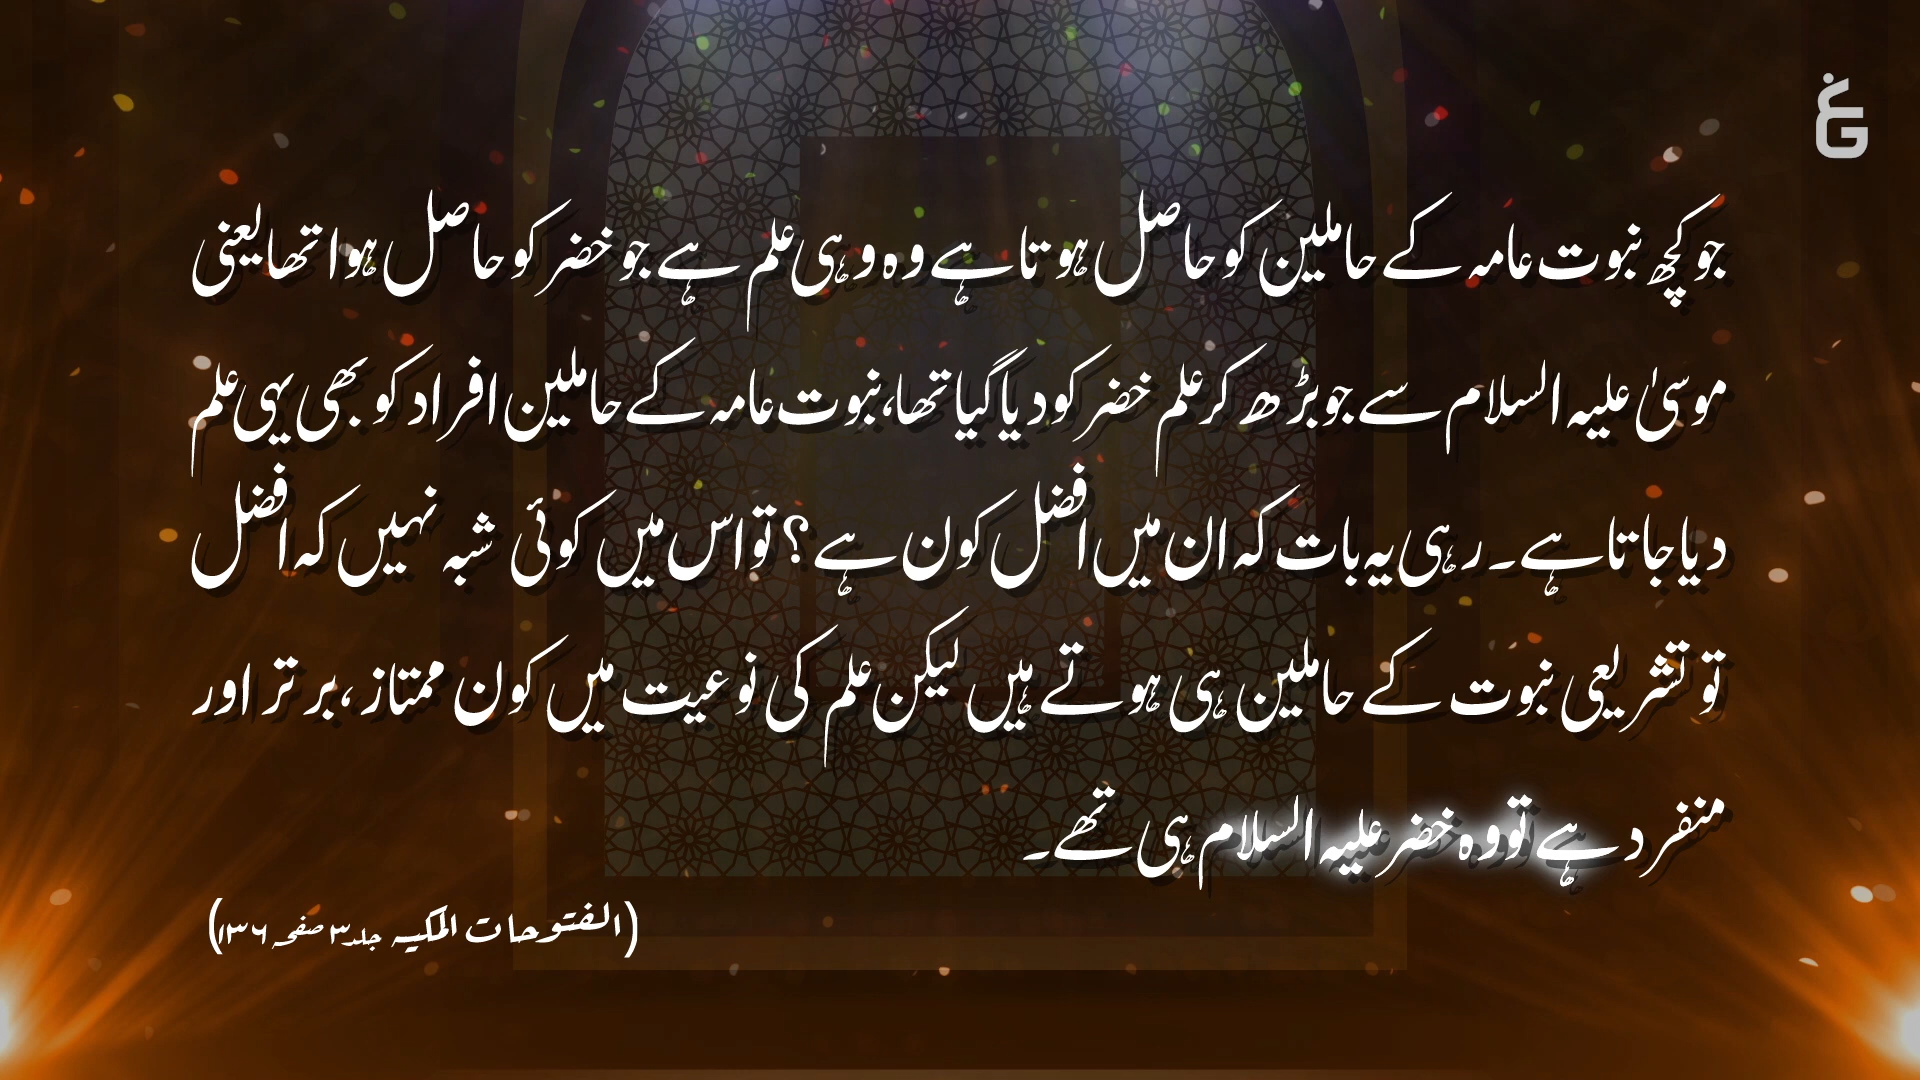 جو کچھ نبوت عامہ کے حاملین کو حاصل ہوتا ہے وہ وہی علم ہے جو خضر کو حاصل ہوا تھا یعنی
موسیٰ علیہ السلام سے جو بڑھ کر علم خضر کو دیا گیا تھا، نبوت عامہ کے حاملین افراد کو بھی یہی علم
دیا جاتا ہے۔ رہی یہ بات کہ ان میں افضل کون ہے؟ تو اس میں کوئی شبہ نہیں کہ افضل
تو تشریعی نبوت کے حاملین ہی ہوتے ہیں لیکن علم کی نوعیت میں کون ممتاز، برتر اور
منفرد ہے تو وہ خضر علیہ السلام ہی تھے۔
(الفتوحات المکیہ جلد۳ صفحہ ۱۳۶)